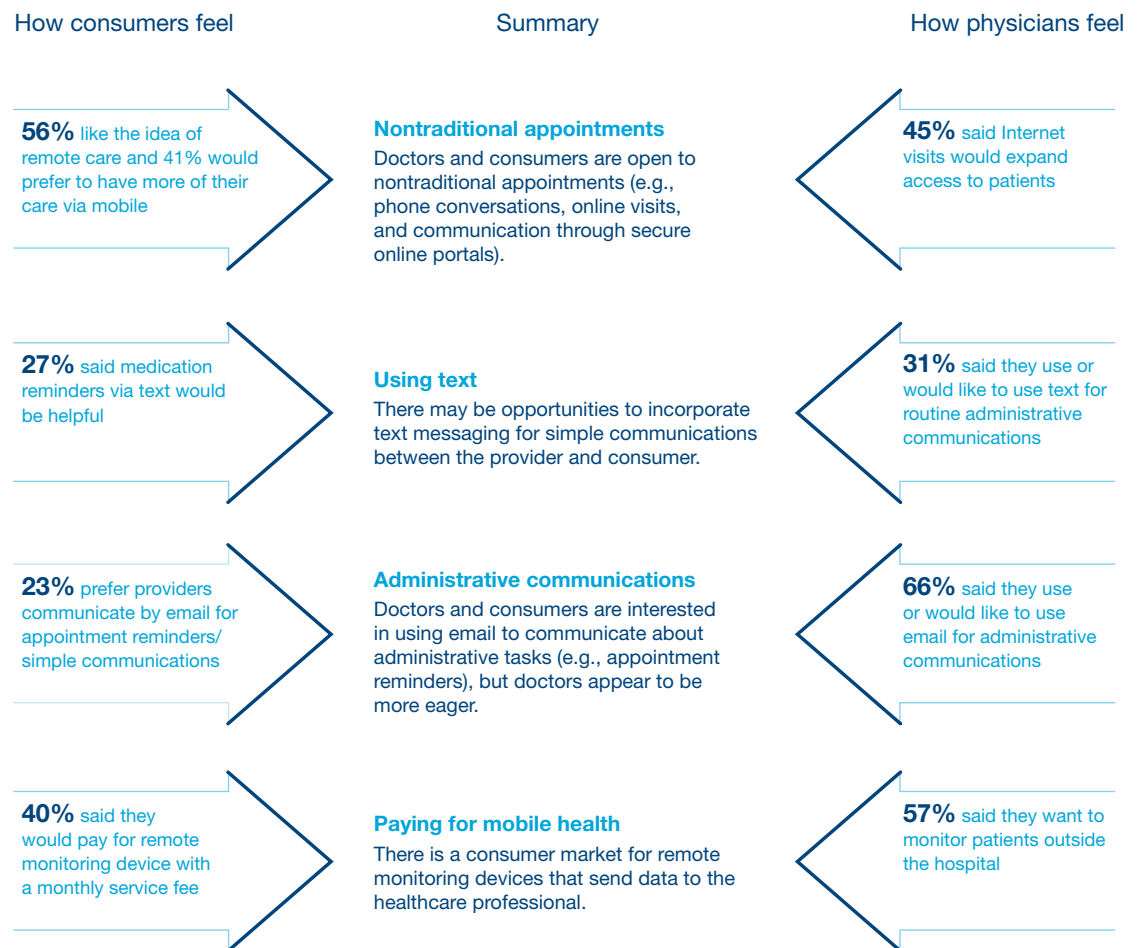 How consumers feel
Summary
How physicians feel
56% like the idea of
remote care and 41% would
prefer to have more of their
care via mobile
Nontraditional appointments
Doctors and consumers are open to
nontraditional appointments (e.g.,
phone conversations, online visits,
and communication through secure
online portals).
45% said Internet
visits would expand
access to patients
27% said medication
reminders via text would
be helpful
Using text
There may be opportunities to incorporate
text messaging for simple communications
between the provider and consumer.
31% said they use or
would like to use text for
routine administrative
communications
23% prefer providers
communicate by email for
appointment reminders/
simple communications
Administrative communications
Doctors and consumers are interested
in using email to communicate about
administrative tasks (e.g., appointment
reminders), but doctors appear to be
more eager.
66% said they use
or would like to use
email for administrative
communications
40% said they
would pay for remote
monitoring device with
a monthly service fee
Paying for mobile health
There is a consumer market for remote
monitoring devices that send data to the
healthcare professional.
57% said they want to
monitor patients outside
the hospital